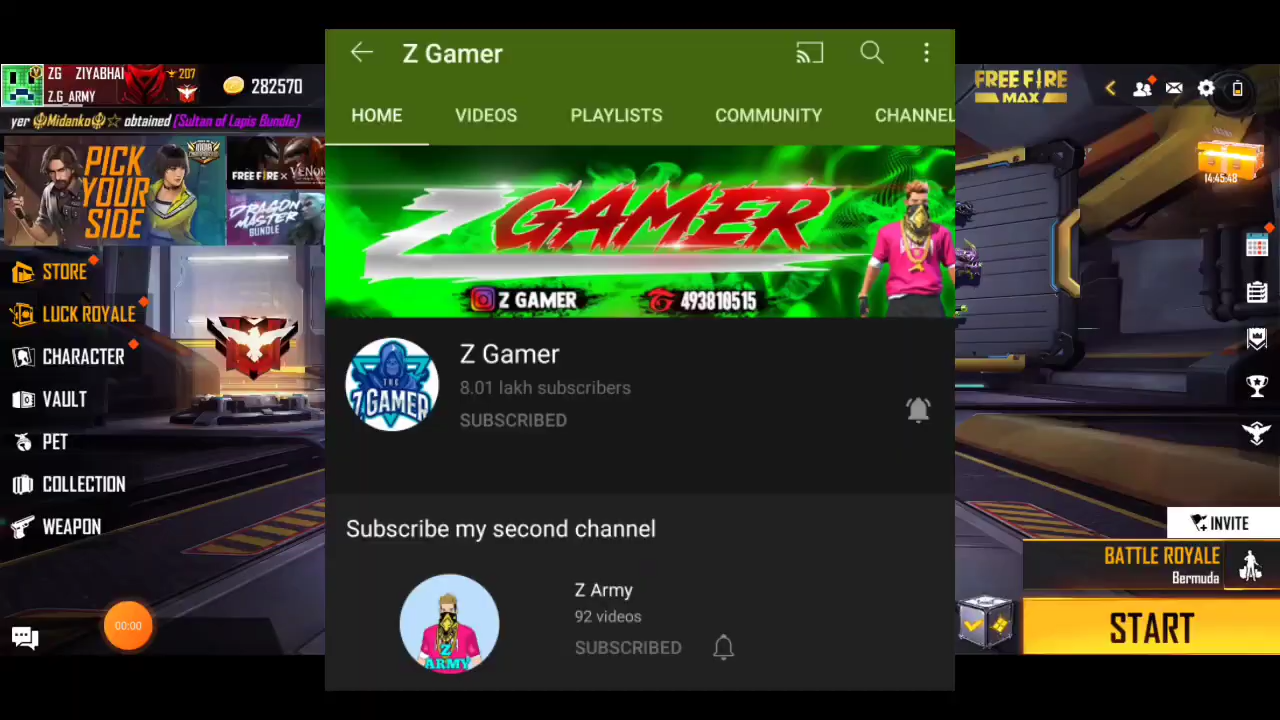 Z Gamer
HOME VIDEOS PLAYLISTS COMMUNITY CHANNEL
Z GAMER
Z GAMER 493810515
THE
Z GAMER
Z Gamer
8.01 lakh subscribers
SUBSCRIBED
Subscribe my second channel
Z
ARMY
Z Army
92 videos
SUBSCRIBED
ZG ZIYABHAI
207
Z.G_ARMY
282570
yer Midanko☆ obtained [Sultan of Lapis Bundle]
PICK
YOUR
SIDE
FREE FIRE × VENOM
DRAGON
MASTER
BUNDLE
STORE
LUCK ROYALE
CHARACTER
VAULT
PET
COLLECTION
WEAPON
00:00
FREE FIRE
MAX
14:45:48
INVITE
BATTLE ROYALE
Bermuda
START